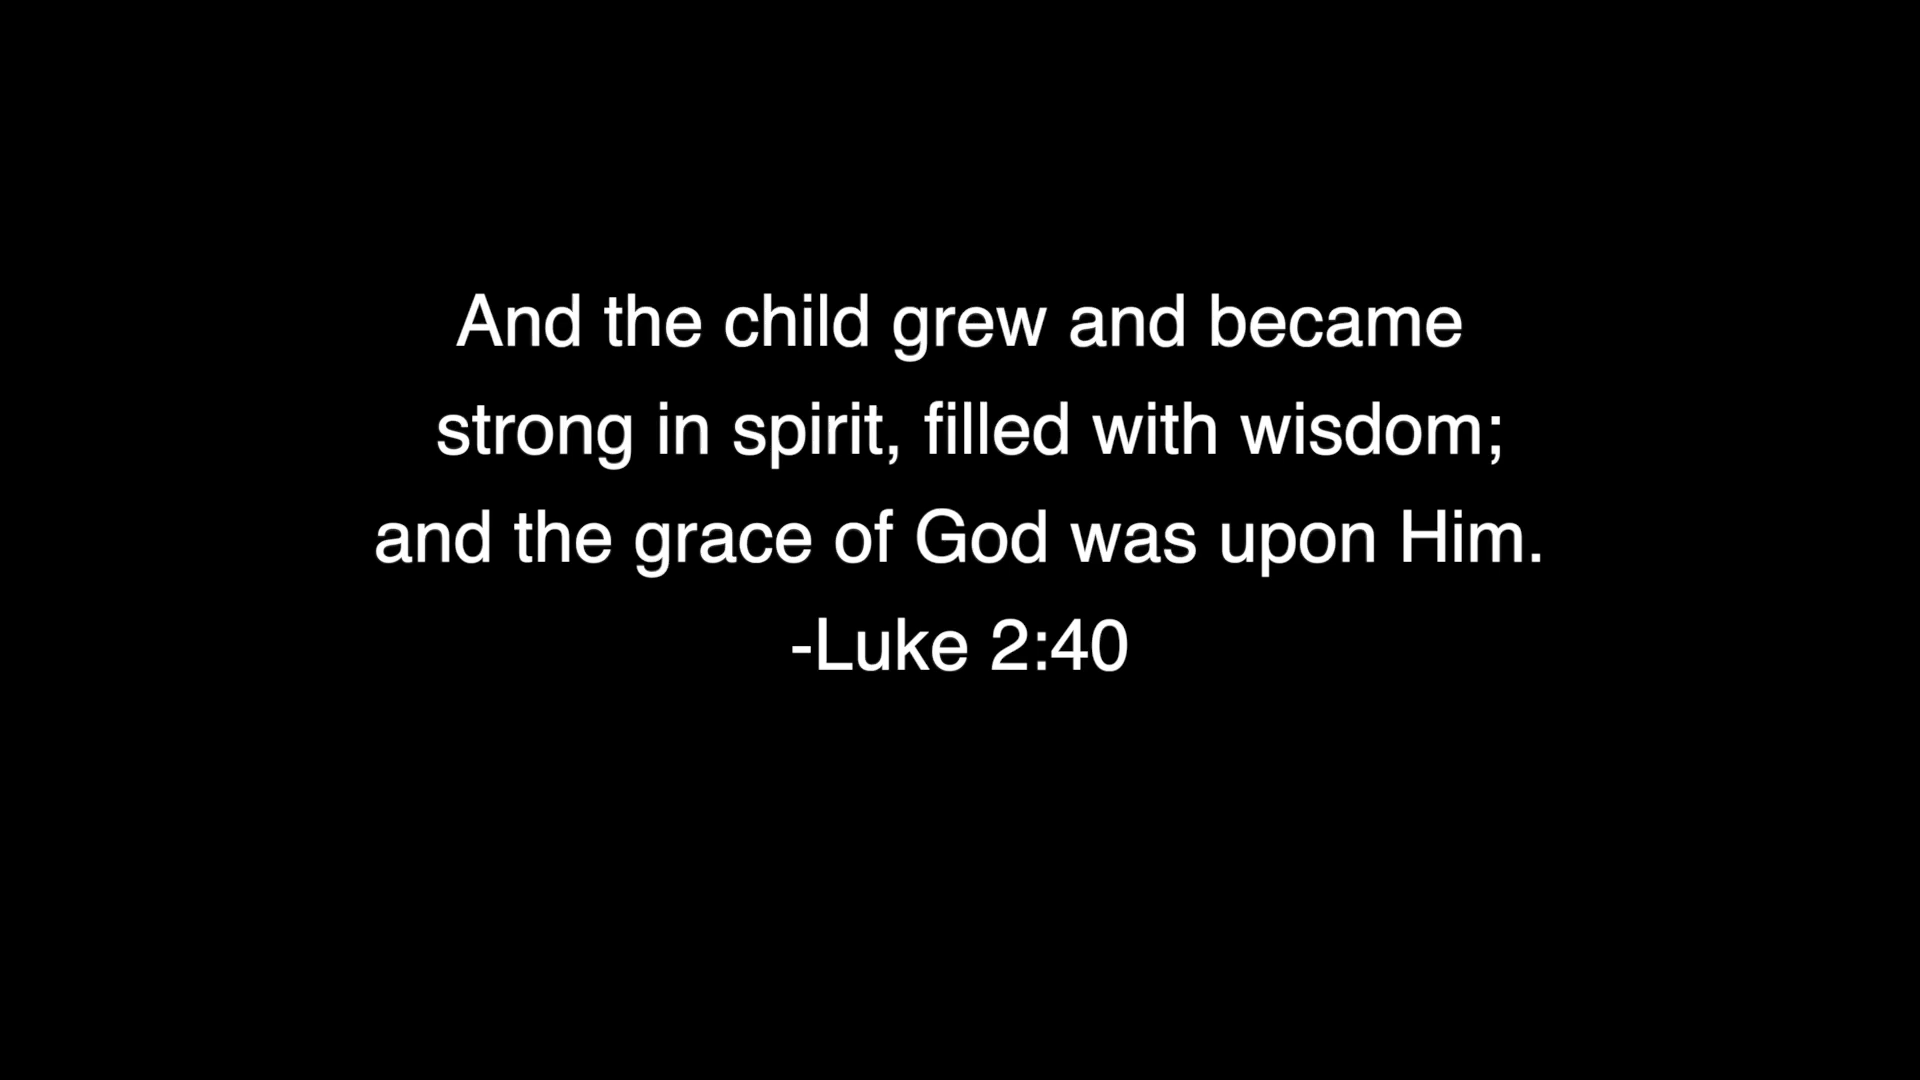 And the child grew and became
strong in spirit, filled with wisdom;
and the grace of God was upon Him.
-Luke 2:40